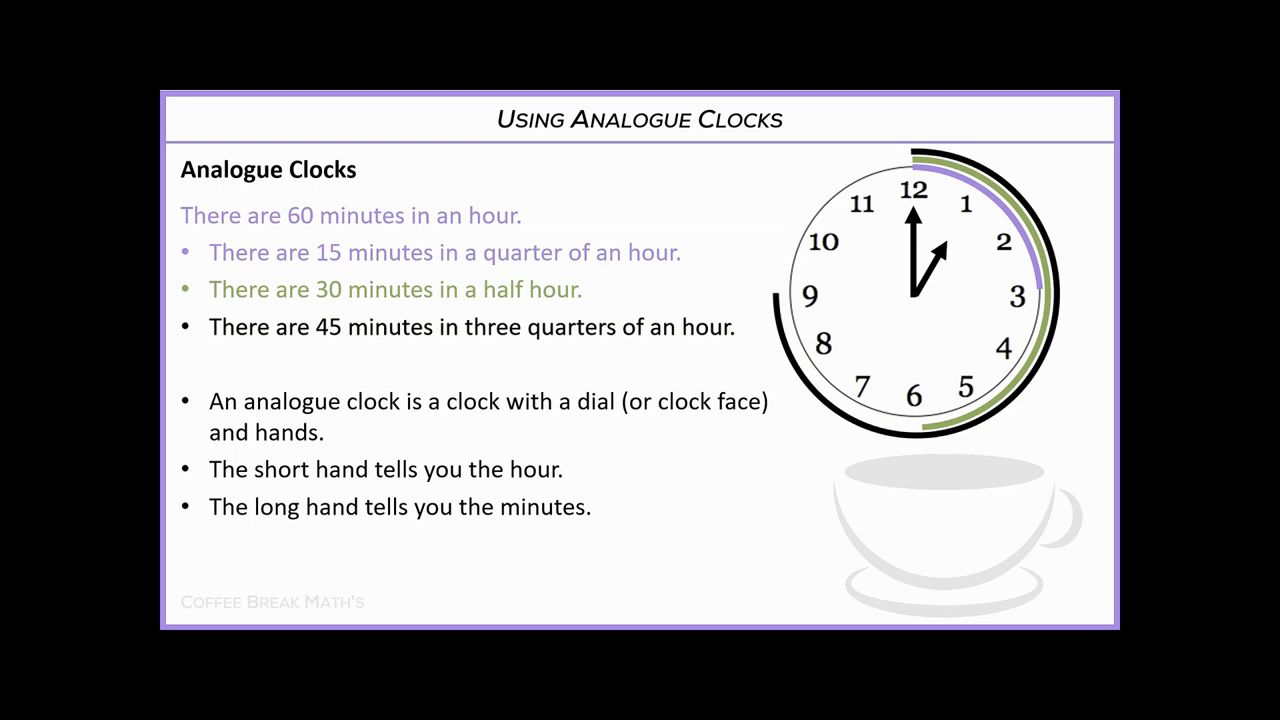 USING ANALOGUE CLOCKS
Analogue Clocks
There are 60 minutes in an hour.
• There are 15 minutes in a quarter of an hour.
• There are 30 minutes in a half hour.
• There are 45 minutes in three quarters of an hour.
• An analogue clock is a clock with a dial (or clock face)
and hands.
• The short hand tells you the hour.
• The long hand tells you the minutes.
12
1
2
3
4
5
6
7
8
9
10
11
COFFEE BREAK MATH'S